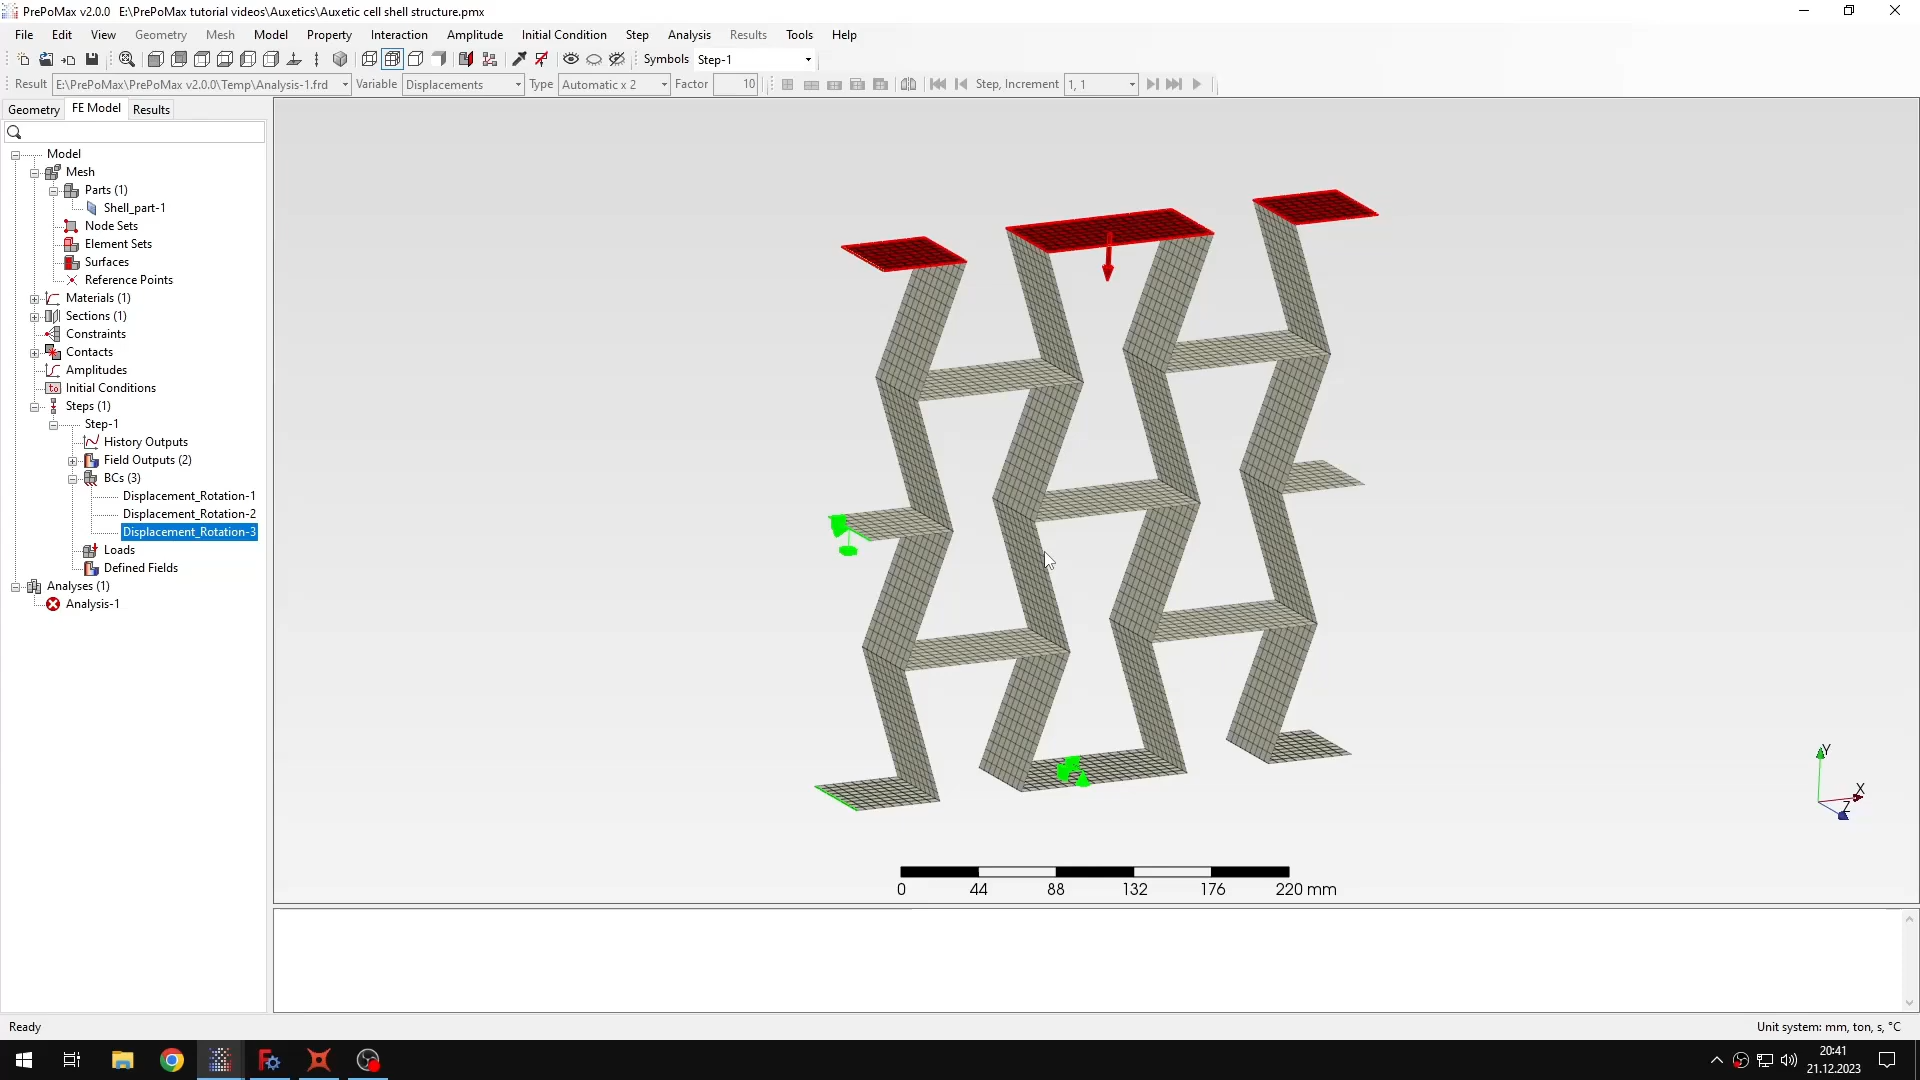 PrePoMax v2.0.0   E:\PrePoMax tutorial videos\Auxetics\Auxetic cell shell structure.pmx
File Edit View Geometry Mesh Model Property Interaction Amplitude Initial Condition Step Analysis Results Tools Help
Symbols Step-1
Result E:\PrePoMax\PrePoMax v2.0.0\Temp\Analysis-1.frd Variable Displacements Type Automatic x 2 Factor 10 Step, Increment 1, 1
Geometry FE Model Results
Model
Mesh
Parts (1)
Shell_part-1
Node Sets
Element Sets
Surfaces
Reference Points
Materials (1)
Sections (1)
Constraints
Contacts
Amplitudes
Initial Conditions
Steps (1)
Step-1
History Outputs
Field Outputs (2)
BCs (3)
Displacement_Rotation-1
Displacement_Rotation-2
Displacement_Rotation-3
Loads
Defined Fields
Analyses (1)
Analysis-1
Y
X
Z
0 44 88 132 176 220 mm
Ready
Unit system: mm, ton, s, °C
20:41
21.12.2023